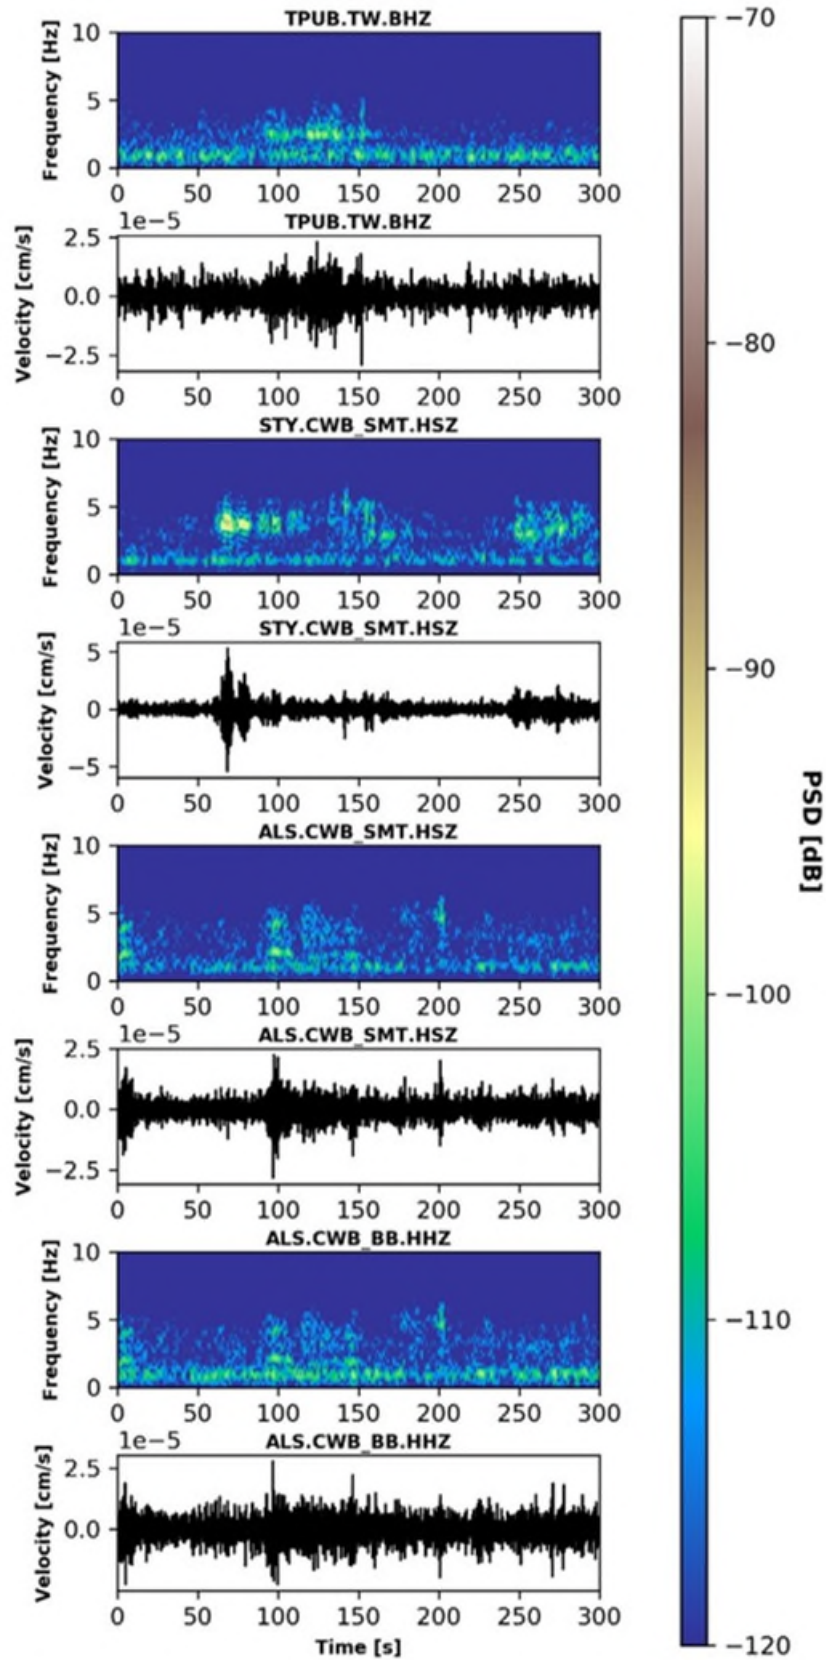 TPUB.TW.BHZ
Frequency [Hz]
10
5
0
0 50 100 150 200 250 300
1e−5
TPUB.TW.BHZ
Velocity [cm/s]
2.5
0.0
−2.5
0 50 100 150 200 250 300
STY.CWB_SMT.HSZ
Frequency [Hz]
10
5
0
0 50 100 150 200 250 300
1e−5
STY.CWB_SMT.HSZ
Velocity [cm/s]
5
0
−5
0 50 100 150 200 250 300
ALS.CWB_SMT.HSZ
Frequency [Hz]
10
5
0
0 50 100 150 200 250 300
1e−5
ALS.CWB_SMT.HSZ
Velocity [cm/s]
2.5
0.0
−2.5
0 50 100 150 200 250 300
ALS.CWB_BB.HHZ
Frequency [Hz]
10
5
0
0 50 100 150 200 250 300
1e−5
ALS.CWB_BB.HHZ
Velocity [cm/s]
2.5
0.0
0 50 100 150 200 250 300
Time [s]
−70
−80
−90
−100
−110
−120
PSD [dB]